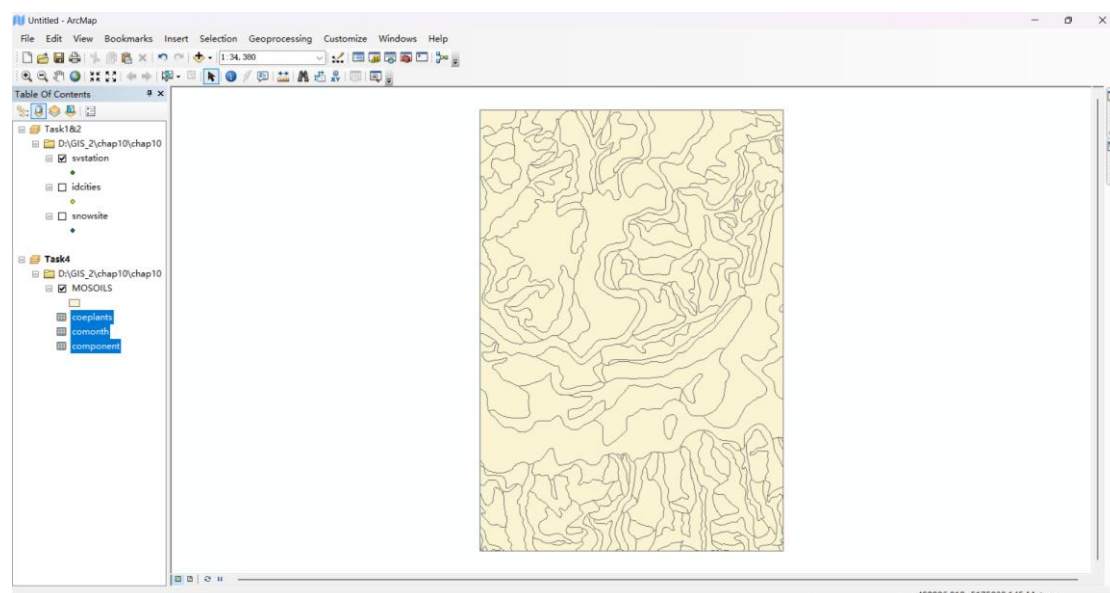 Untitled - ArcMap
File Edit View Bookmarks Insert Selection Geoprocessing Customize Windows Help
1:34,380
Table Of Contents
Task1&2
D:\GIS_2\chap10\chap10
svstation
idcities
snowsite
Task4
D:\GIS_2\chap10\chap10
MOSOILS
coeplants
comonth
component